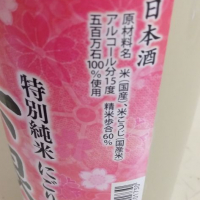 日本酒
原材料名 米(国産)、米こうじ(国産米)
アルコール分15度 精米歩合60%
五百万石100%使用
特別純米 にごり